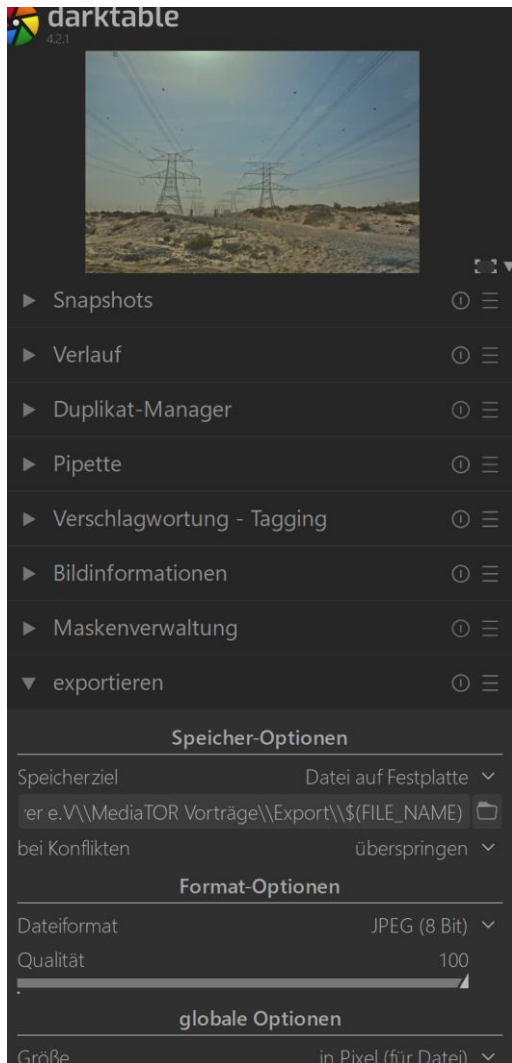 darktable
4.2.1
Snapshots
Verlauf
Duplikat-Manager
Pipette
Verschlagwortung - Tagging
Bildinformationen
Maskenverwaltung
exportieren
Speicher-Optionen
Speicherziel Datei auf Festplatte
er e.V\\MediaTOR Vorträge\\Export\\$(FILE_NAME)
bei Konflikten überspringen
Format-Optionen
Dateiformat JPEG (8 Bit)
Qualität 100
globale Optionen
Größe in Pixel (für Datei)